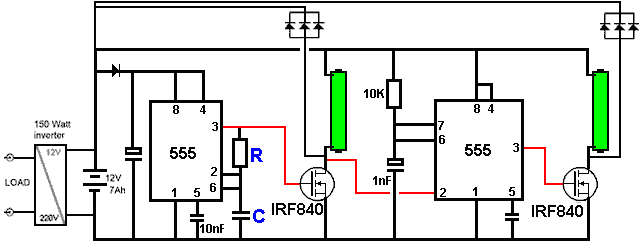 150 Watt
inverter
12V
LOAD
220V
12V
7Ah
8 4
3
555
2
6
1 5
10nF
R
C
IRF840
10K
1nF
8 4
7
6
555
3
2
1 5
IRF840